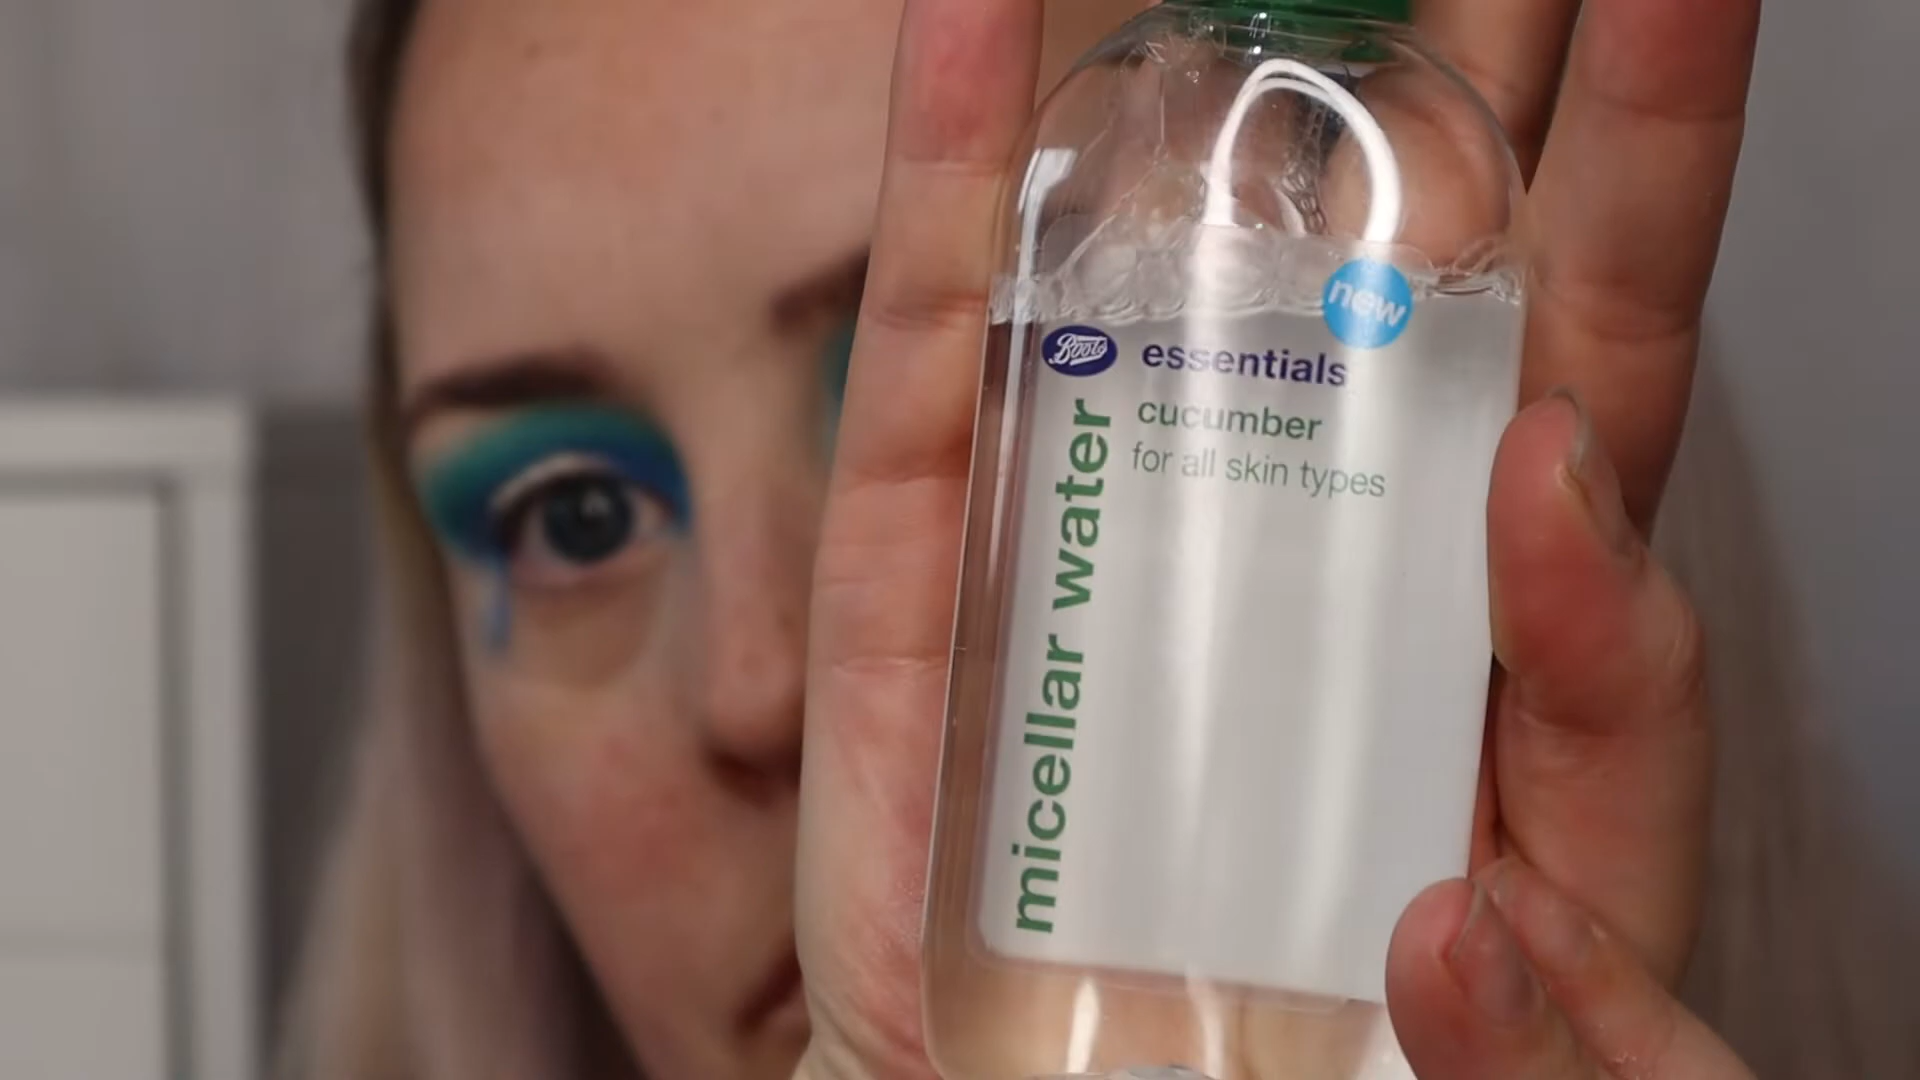 new
Boots essentials
cucumber
for all skin types
micellar water